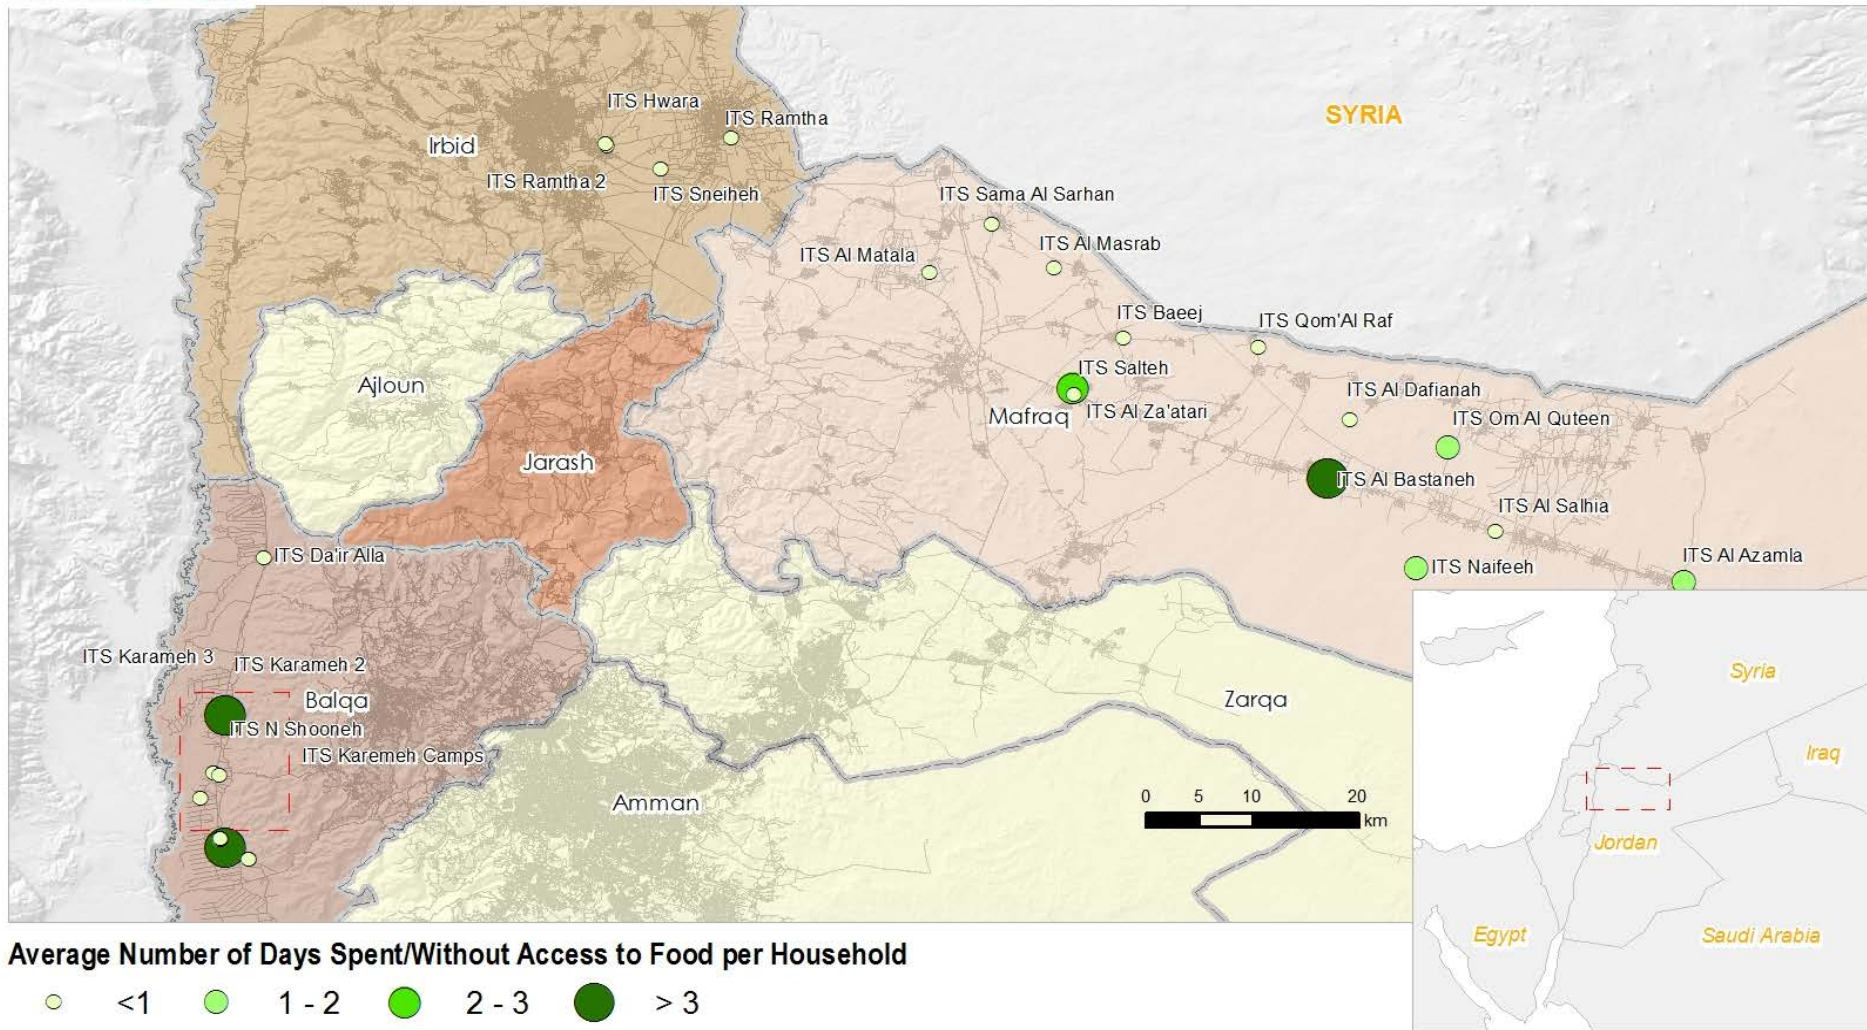 ITS Hwara
ITS Ramtha
SYRIA
Irbid
ITS Ramtha 2
ITS Sneiheh
ITS Sama Al Sarhan
ITS Al Matala
ITS Al Masrab
ITS Baeej
ITS Qom'Al Raf
ITS Salteh
Ajloun
ITS Al Dafianah
Mafraq
ITS Al Za'atari
ITS Om Al Quteen
Jarash
ITS Al Bastaneh
ITS Al Salhia
ITS Da'ir Alla
ITS Naifeeh
ITS Al Azamla
ITS Karameh 3
ITS Karameh 2
Balqa
Zarqa
ITS N Shooneh
ITS Karemeh Camps
Amman
0 5 10 20
km
Syria
Iraq
Jordan
Egypt
Saudi Arabia
Average Number of Days Spent/Without Access to Food per Household
<1 1 - 2 2 - 3 > 3